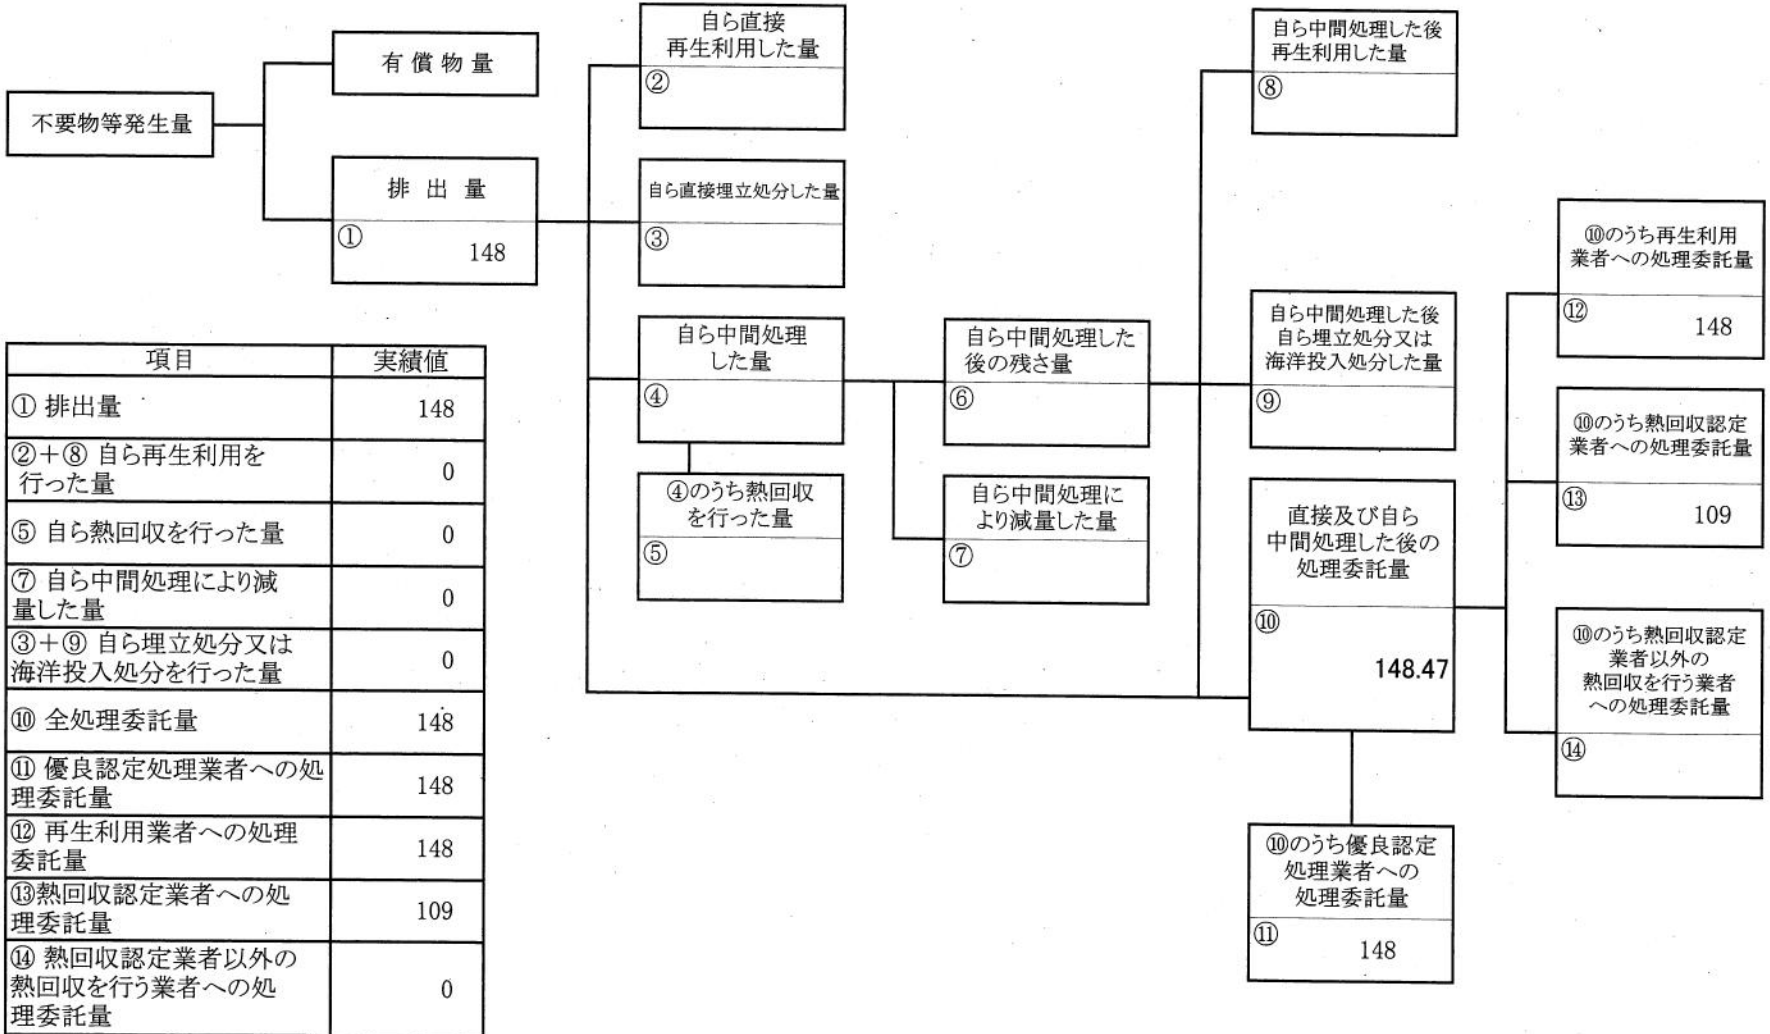 不要物等発生量
有償物量
排出量
①
148
自ら直接
再生利用した量
②
自ら直接埋立処分した量
③
自ら中間処理
した量
④
④のうち熱回収
を行った量
⑤
自ら中間処理した
後の残さ量
⑥
自ら中間処理に
より減量した量
⑦
自ら中間処理した後
再生利用した量
⑧
自ら中間処理した後
自ら埋立処分又は
海洋投入処分した量
⑨
直接及び自ら
中間処理した後の
処理委託量
⑩
148.47
⑩のうち優良認定
処理業者への
処理委託量
⑪
148
⑩のうち再生利用
業者への処理委託量
⑫
148
⑩のうち熱回収認定
業者への処理委託量
⑬
109
⑩のうち熱回収認定
業者以外の
熱回収を行う業者
への処理委託量
⑭
項目 実績値
① 排出量 148
②+⑧ 自ら再生利用を
行った量 0
⑤ 自ら熱回収を行った量 0
⑦ 自ら中間処理により減
量した量 0
③+⑨ 自ら埋立処分又は
海洋投入処分を行った量 0
⑩ 全処理委託量 148
⑪ 優良認定処理業者への処
理委託量 148
⑫ 再生利用業者への処理
委託量 148
⑬熱回収認定業者への処
理委託量 109
⑭ 熱回収認定業者以外の
熱回収を行う業者への処
理委託量 0